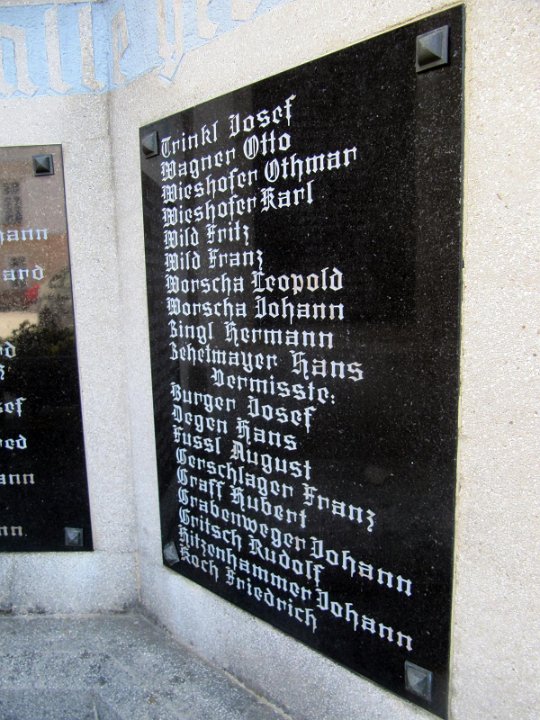 Trinkl Josef
Wagner Otto
Wieshofer Othmar
Wieshofer Karl
Wild Fritz
Wild Franz
Worscha Leopold
Worscha Johann
Zingl Hermann
Zehetmayer Hans
Vermisste:
Burger Josef
Degen Hans
Fussl August
Gerschlager Franz
Graff Hubert
Grabenweger Johann
Gritsch Rudolf
Hitzenhammer Johann
Koch Friedrich